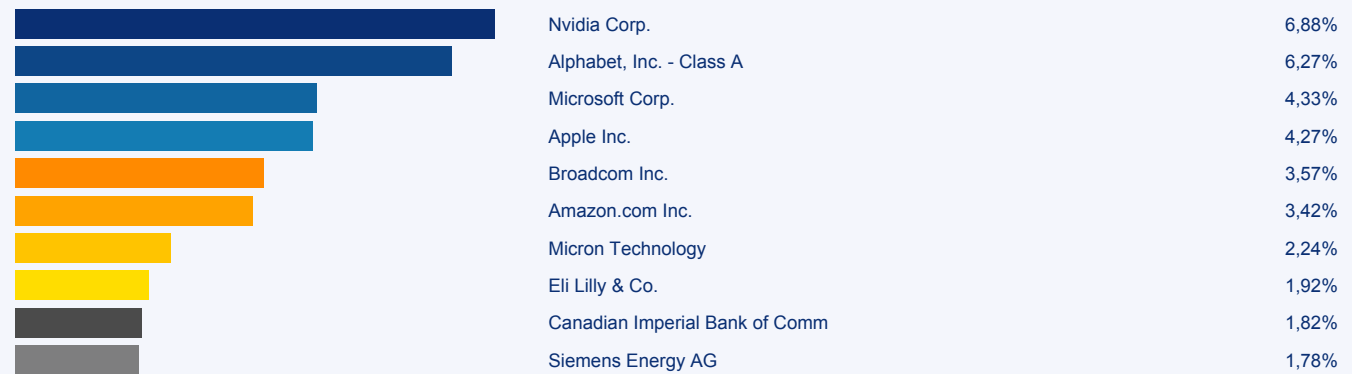 Nvidia Corp. 6,88%
Alphabet, Inc. - Class A 6,27%
Microsoft Corp. 4,33%
Apple Inc. 4,27%
Broadcom Inc. 3,57%
Amazon.com Inc. 3,42%
Micron Technology 2,24%
Eli Lilly & Co. 1,92%
Canadian Imperial Bank of Comm 1,82%
Siemens Energy AG 1,78%